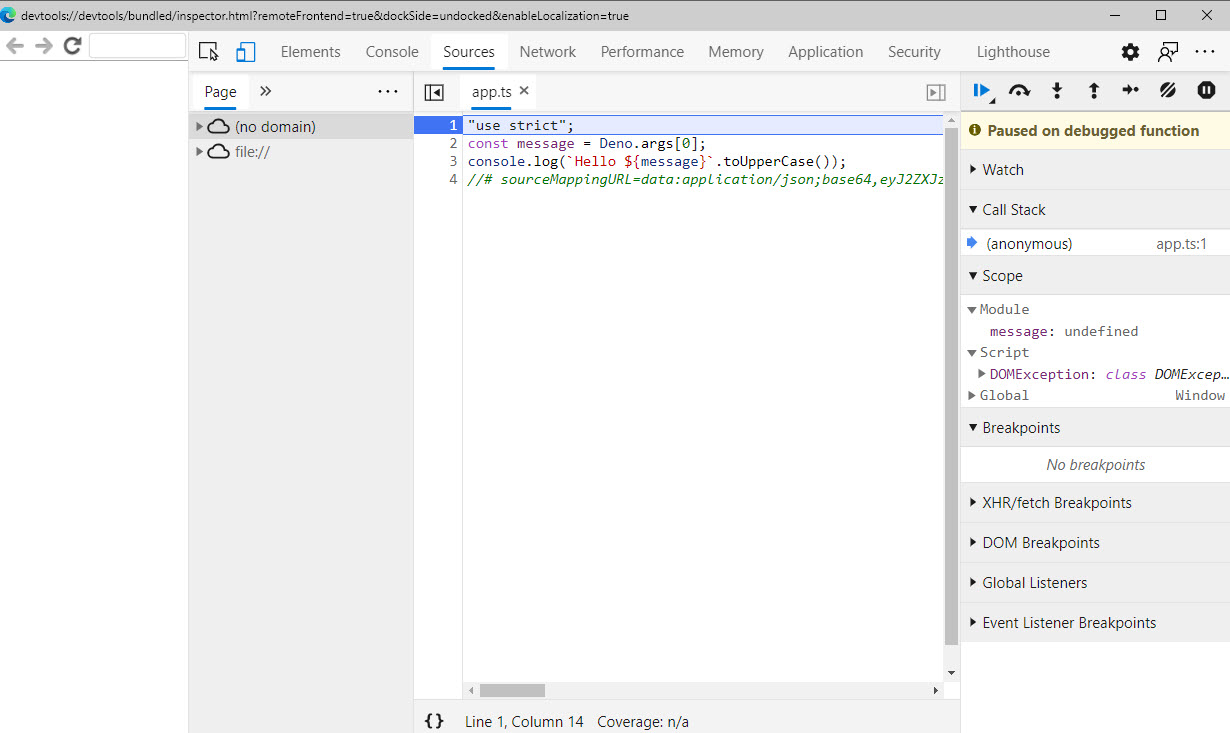 devtools://devtools/bundled/inspector.html?remoteFrontend=true&dockSide=undocked&enableLocalization=true
Elements Console Sources Network Performance Memory Application Security Lighthouse
Page
(no domain)
file://
app.ts
1 "use strict";
2 const message = Deno.args[0];
3 console.log(`Hello ${message}`.toUpperCase());
4 //# sourceMappingURL=data:application/json;base64,eyJ2ZXJz
{} Line 1, Column 14 Coverage: n/a
Paused on debugged function
Watch
Call Stack
(anonymous) app.ts:1
Scope
Module
message: undefined
Script
DOMException: class DOMExcep…
Global Window
Breakpoints
No breakpoints
XHR/fetch Breakpoints
DOM Breakpoints
Global Listeners
Event Listener Breakpoints